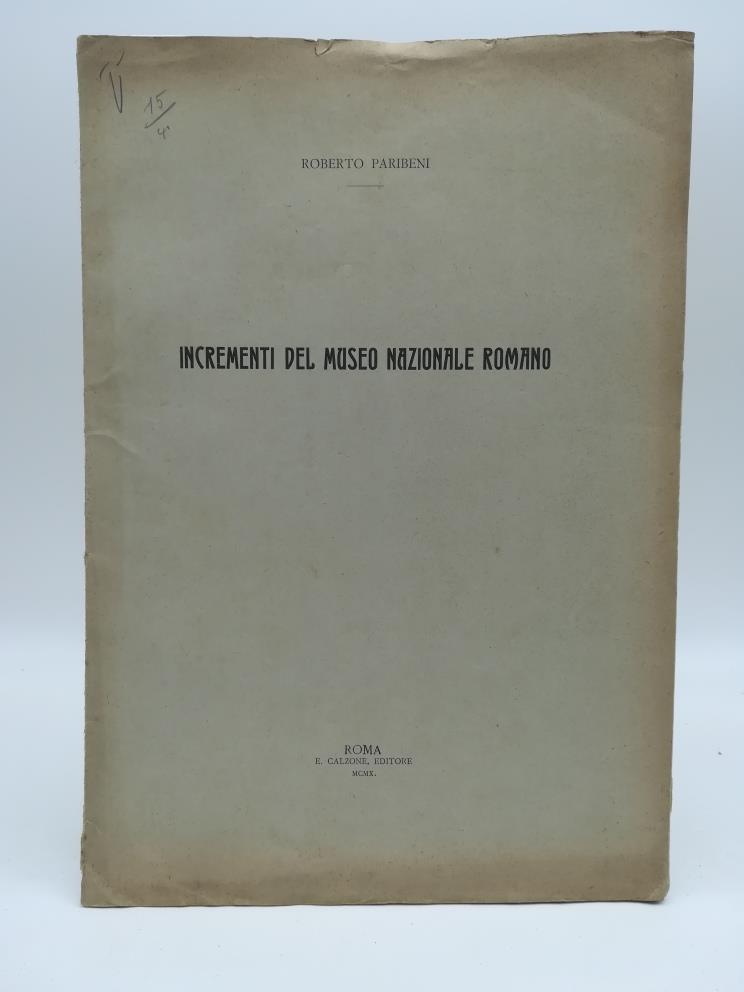 15
4°
ROBERTO PARIBENI
INCREMENTI DEL MUSEO NAZIONALE ROMANO
ROMA
E. CALZONE, EDITORE
MCMX.